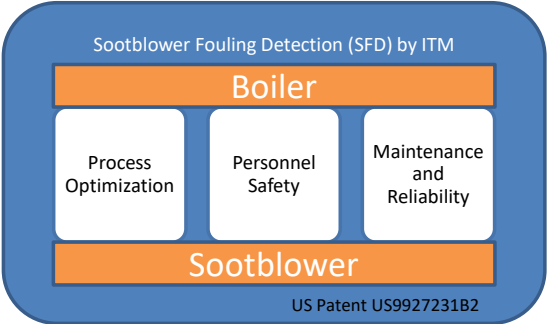 Sootblower Fouling Detection (SFD) by ITM
Boiler
Process
Optimization
Personnel
Safety
Maintenance
and
Reliability
Sootblower
US Patent US9927231B2